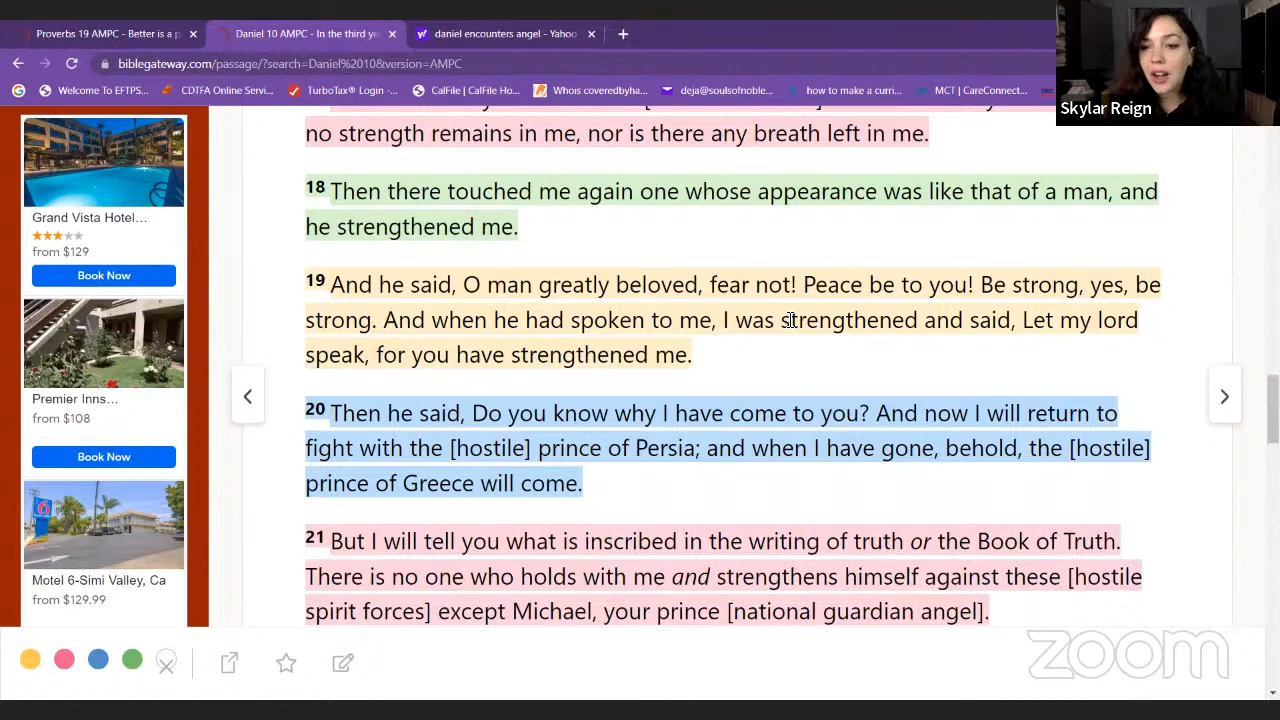 Proverbs 19 AMPC - Better is a p
Daniel 10 AMPC - In the third ye
daniel encounters angel - Yahoo
biblegateway.com/passage/?search=Daniel%2010&version=AMPC
Welcome To EFTPS...
CDTFA Online Servi...
TurboTax® Login -...
CalFile | CalFile Ho...
Whois coveredbyha...
deja@soulsofnoble...
how to make a curri...
MCT | CareConnect...
Skylar Reign
no strength remains in me, nor is there any breath left in me.
18 Then there touched me again one whose appearance was like that of a man, and
he strengthened me.
19 And he said, O man greatly beloved, fear not! Peace be to you! Be strong, yes, be
strong. And when he had spoken to me, I was strengthened and said, Let my lord
speak, for you have strengthened me.
20 Then he said, Do you know why I have come to you? And now I will return to
fight with the [hostile] prince of Persia; and when I have gone, behold, the [hostile]
prince of Greece will come.
21 But I will tell you what is inscribed in the writing of truth or the Book of Truth.
There is no one who holds with me and strengthens himself against these [hostile
spirit forces] except Michael, your prince [national guardian angel].
Grand Vista Hotel...
from $129
Book Now
Premier Inns...
from $108
Book Now
Motel 6-Simi Valley, Ca
from $129.99
zoom